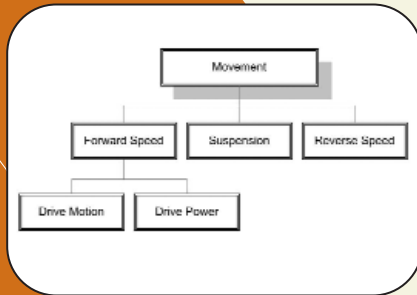 Movement
Forward Speed
Suspension
Reverse Speed
Drive Motion
Drive Power